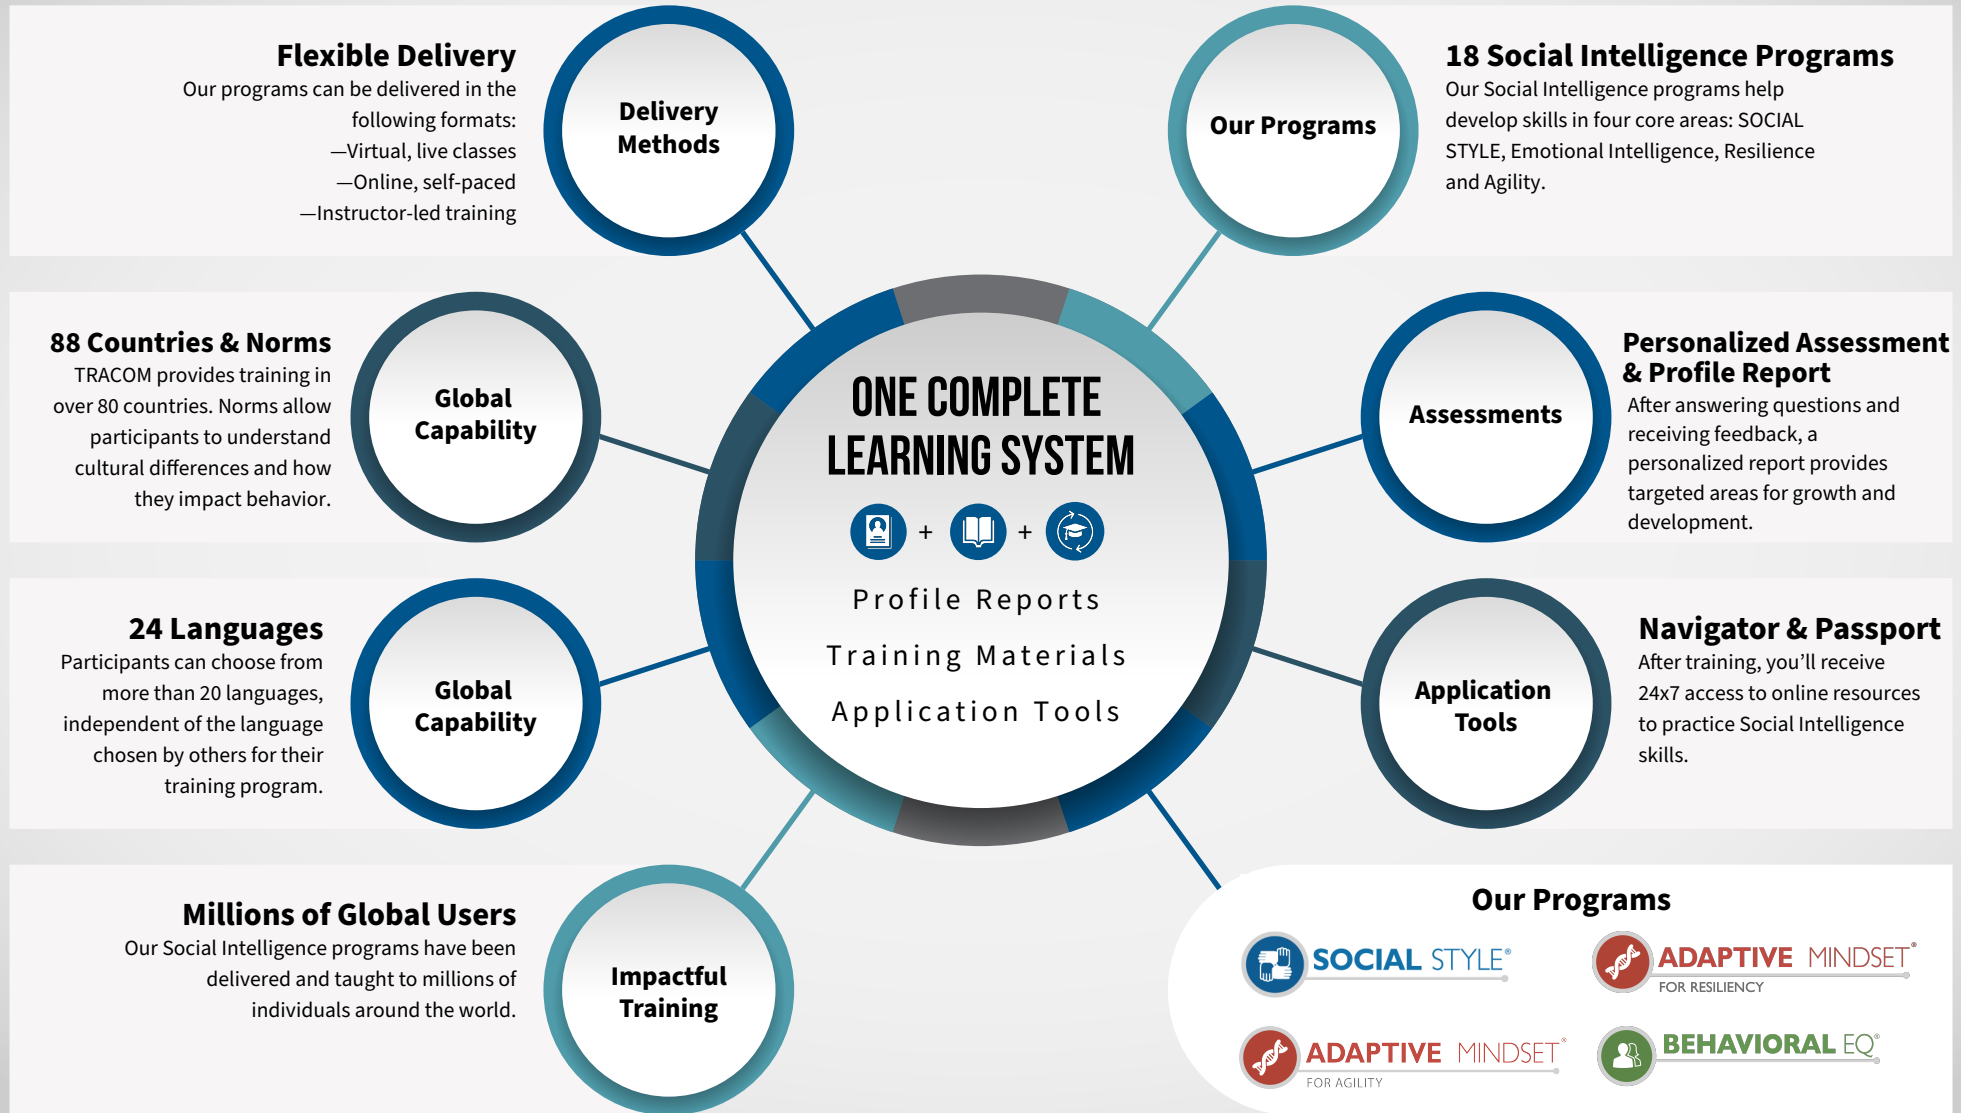 Flexible Delivery
Our programs can be delivered in the
following formats:
—Virtual, live classes
—Online, self-paced
—Instructor-led training
Delivery
Methods
88 Countries & Norms
TRACOM provides training in
over 80 countries. Norms allow
participants to understand
cultural differences and how
they impact behavior.
Global
Capability
24 Languages
Participants can choose from
more than 20 languages,
independent of the language
chosen by others for their
training program.
Global
Capability
Millions of Global Users
Our Social Intelligence programs have been
delivered and taught to millions of
individuals around the world.
Impactful
Training
ONE COMPLETE
LEARNING SYSTEM
+ +
Profile Reports
Training Materials
Application Tools
Our Programs
18 Social Intelligence Programs
Our Social Intelligence programs help
develop skills in four core areas: SOCIAL
STYLE, Emotional Intelligence, Resilience
and Agility.
Assessments
Personalized Assessment
& Profile Report
After answering questions and
receiving feedback, a
personalized report provides
targeted areas for growth and
development.
Application
Tools
Navigator & Passport
After training, you’ll receive
24x7 access to online resources
to practice Social Intelligence
skills.
Our Programs
SOCIAL STYLE®
ADAPTIVE MINDSET®
FOR RESILIENCY
ADAPTIVE MINDSET®
FOR AGILITY
BEHAVIORAL EQ®